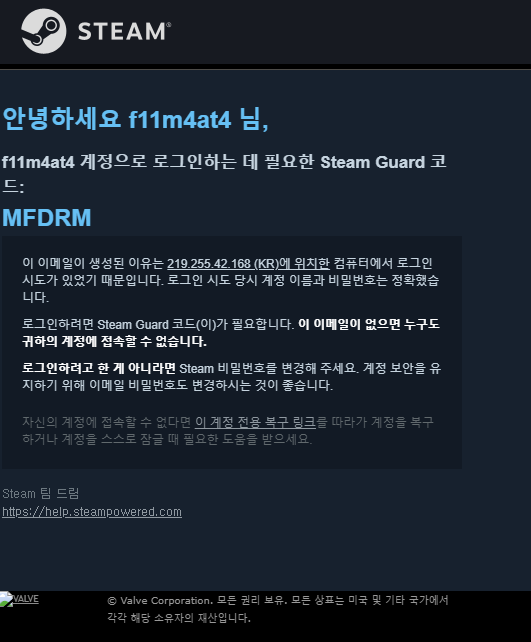 STEAM®
안녕하세요 f11m4at4 님,
f11m4at4 계정으로 로그인하는 데 필요한 Steam Guard 코
드:
MFDRM
이 이메일이 생성된 이유는 219.255.42.168 (KR)에 위치한 컴퓨터에서 로그인
시도가 있었기 때문입니다. 로그인 시도 당시 계정 이름과 비밀번호는 정확했습
니다.
로그인하려면 Steam Guard 코드(이)가 필요합니다. 이 이메일이 없으면 누구도
귀하의 계정에 접속할 수 없습니다.
로그인하려고 한 게 아니라면 Steam 비밀번호를 변경해 주세요. 계정 보안을 유
지하기 위해 이메일 비밀번호도 변경하시는 것이 좋습니다.
자신의 계정에 접속할 수 없다면 이 계정 전용 복구 링크를 따라가 계정을 복구
하거나 계정을 스스로 잠글 때 필요한 도움을 받으세요.
Steam 팀 드림
https://help.steampowered.com
VALVE
© Valve Corporation. 모든 권리 보유. 모든 상표는 미국 및 기타 국가에서
각각 해당 소유자의 재산입니다.